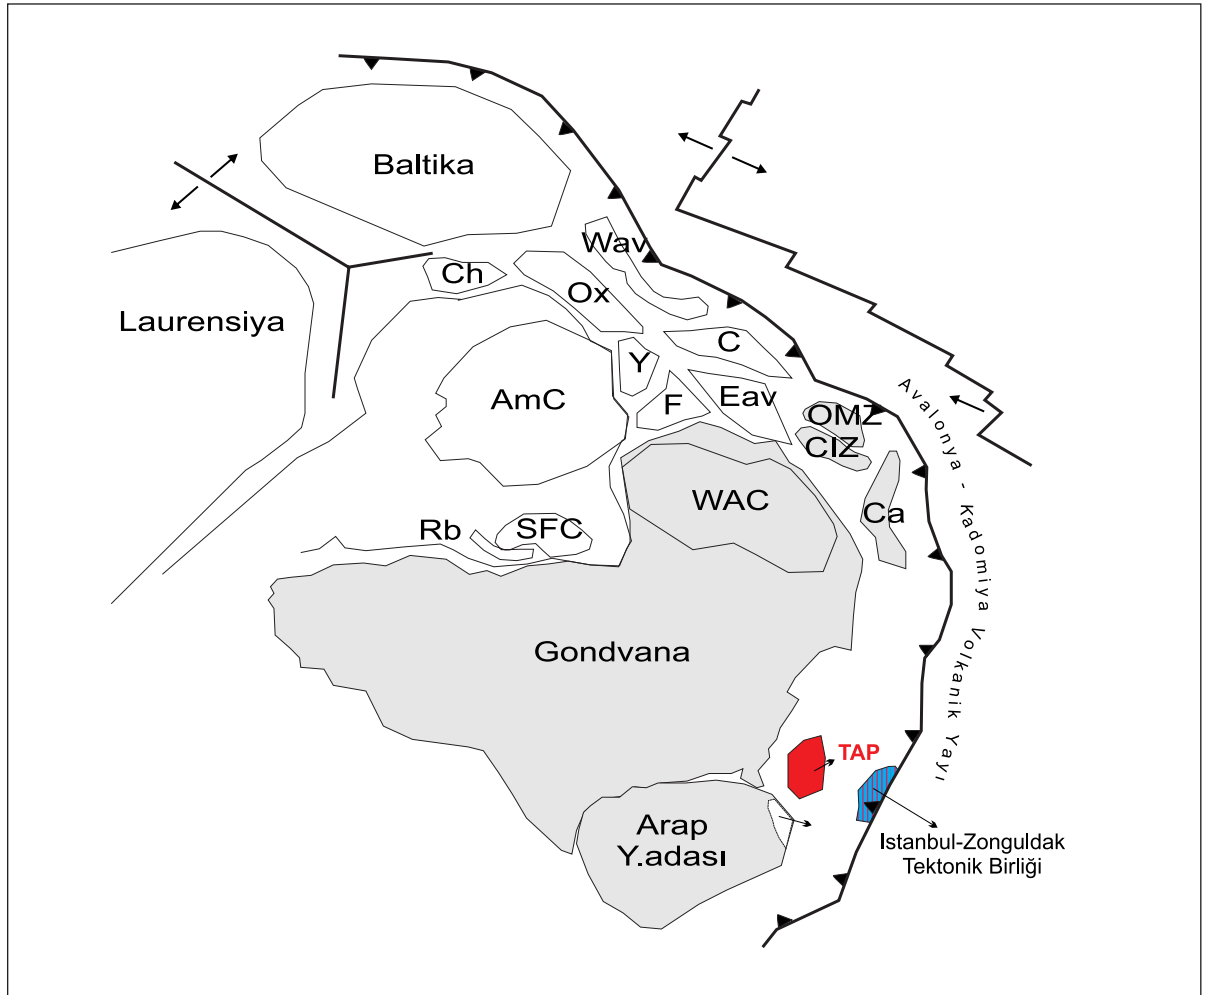 Baltika
Wav
Ch
Ox
Laurensiya
C
Y
AmC
F
Eav
OMZ
CIZ
WAC
Ca
Rb
SFC
Avalonya - Kadomiya Volkanik Yayı
Gondvana
TAP
Arap
Y.adası
Istanbul-Zonguldak
Tektonik Birliği